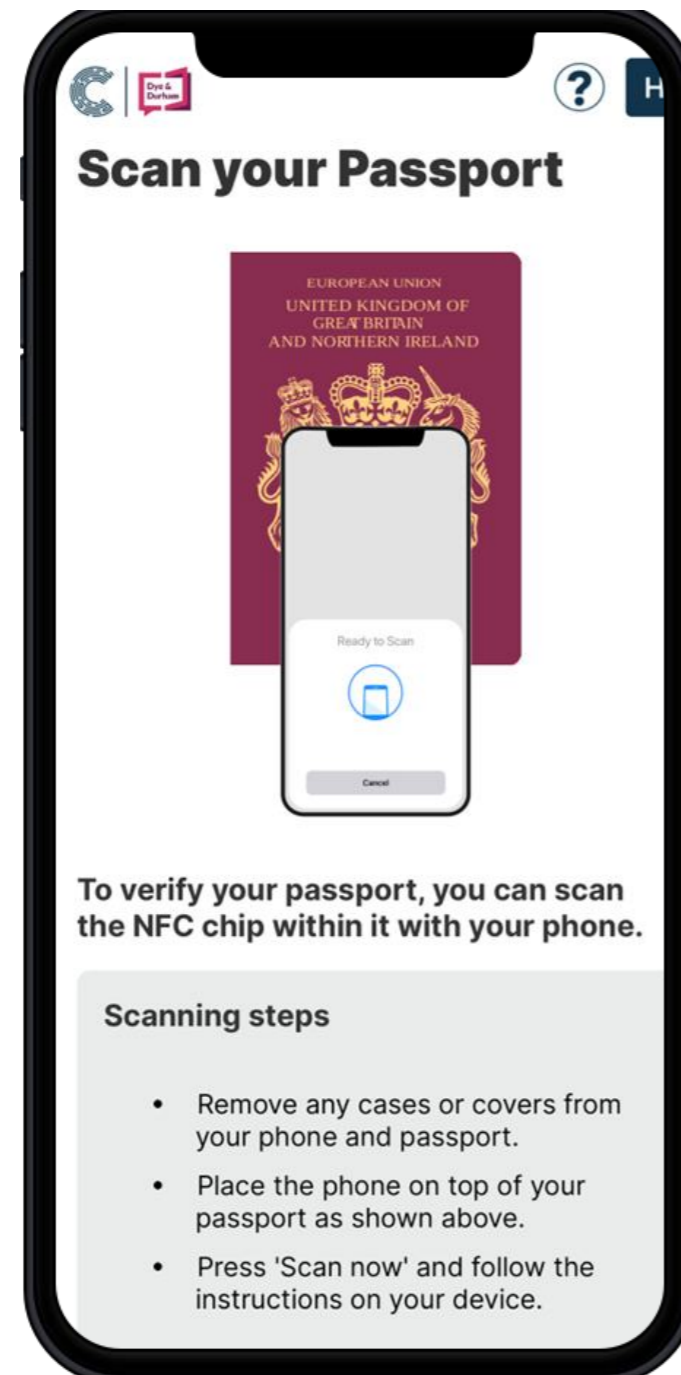 Dye &
Durham
?
H
Scan your Passport
EUROPEAN UNION
UNITED KINGDOM OF
GREAT BRITAIN
AND NORTHERN IRELAND
Ready to Scan
Cancel
To verify your passport, you can scan
the NFC chip within it with your phone.
Scanning steps
• Remove any cases or covers from
your phone and passport.
• Place the phone on top of your
passport as shown above.
• Press 'Scan now' and follow the
instructions on your device.